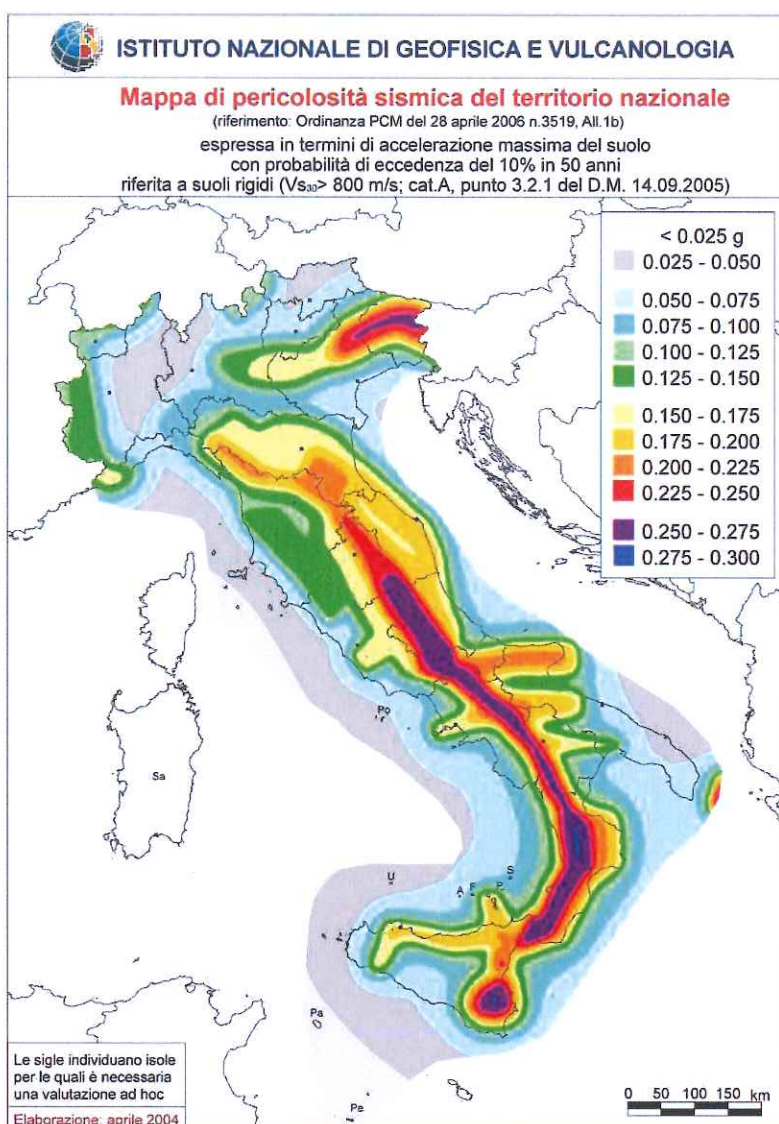 ISTITUTO NAZIONALE DI GEOFISICA E VULCANOLOGIA
Mappa di pericolosità sismica del territorio nazionale
(riferimento: Ordinanza PCM del 28 aprile 2006 n.3519, All.1b)
espressa in termini di accelerazione massima del suolo
con probabilità di eccedenza del 10% in 50 anni
riferita a suoli rigidi (Vs₃₀> 800 m/s; cat.A, punto 3.2.1 del D.M. 14.09.2005)
< 0.025 g
0.025 - 0.050
0.050 - 0.075
0.075 - 0.100
0.100 - 0.125
0.125 - 0.150
0.150 - 0.175
0.175 - 0.200
0.200 - 0.225
0.225 - 0.250
0.250 - 0.275
0.275 - 0.300
Po
Sa
U
A
F
P
S
Pa
Pe
Le sigle individuano isole
per le quali è necessaria
una valutazione ad hoc
Elaborazione: aprile 2004
0 50 100 150 km